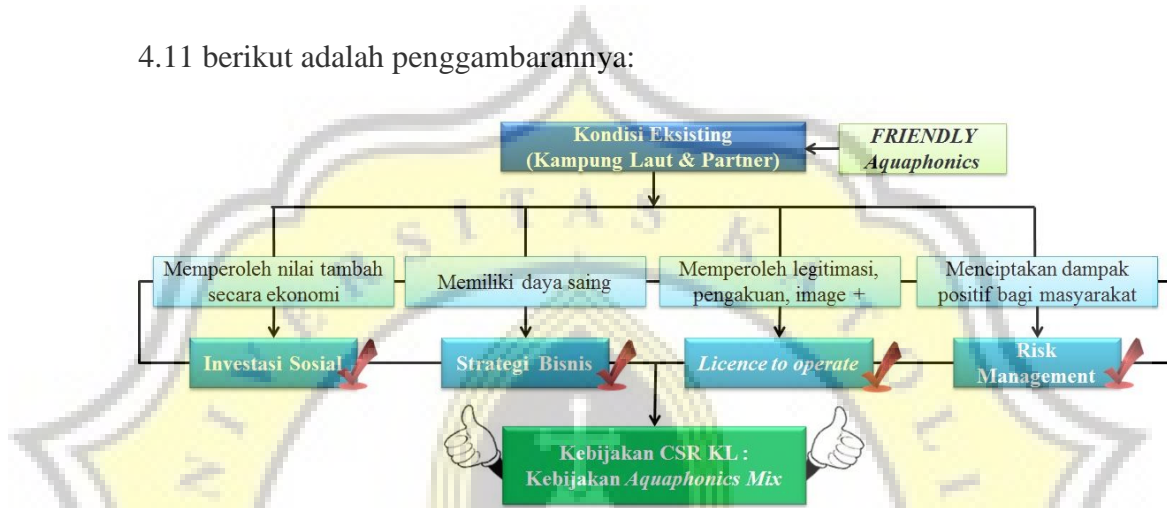 4.11 berikut adalah penggambarannya:
Kondisi Eksisting
(Kampung Laut & Partner)
FRIENDLY
Aquaphonics
Memperoleh nilai tambah
secara ekonomi
Memiliki daya saing
Memperoleh legitimasi,
pengakuan, image +
Menciptakan dampak
positif bagi masyarakat
Investasi Sosial
Strategi Bisnis
Licence to operate
Risk
Management
Kebijakan CSR KL :
Kebijakan Aquaphonics Mix